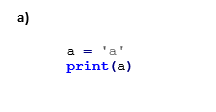 a)
a = 'a'
print(a)